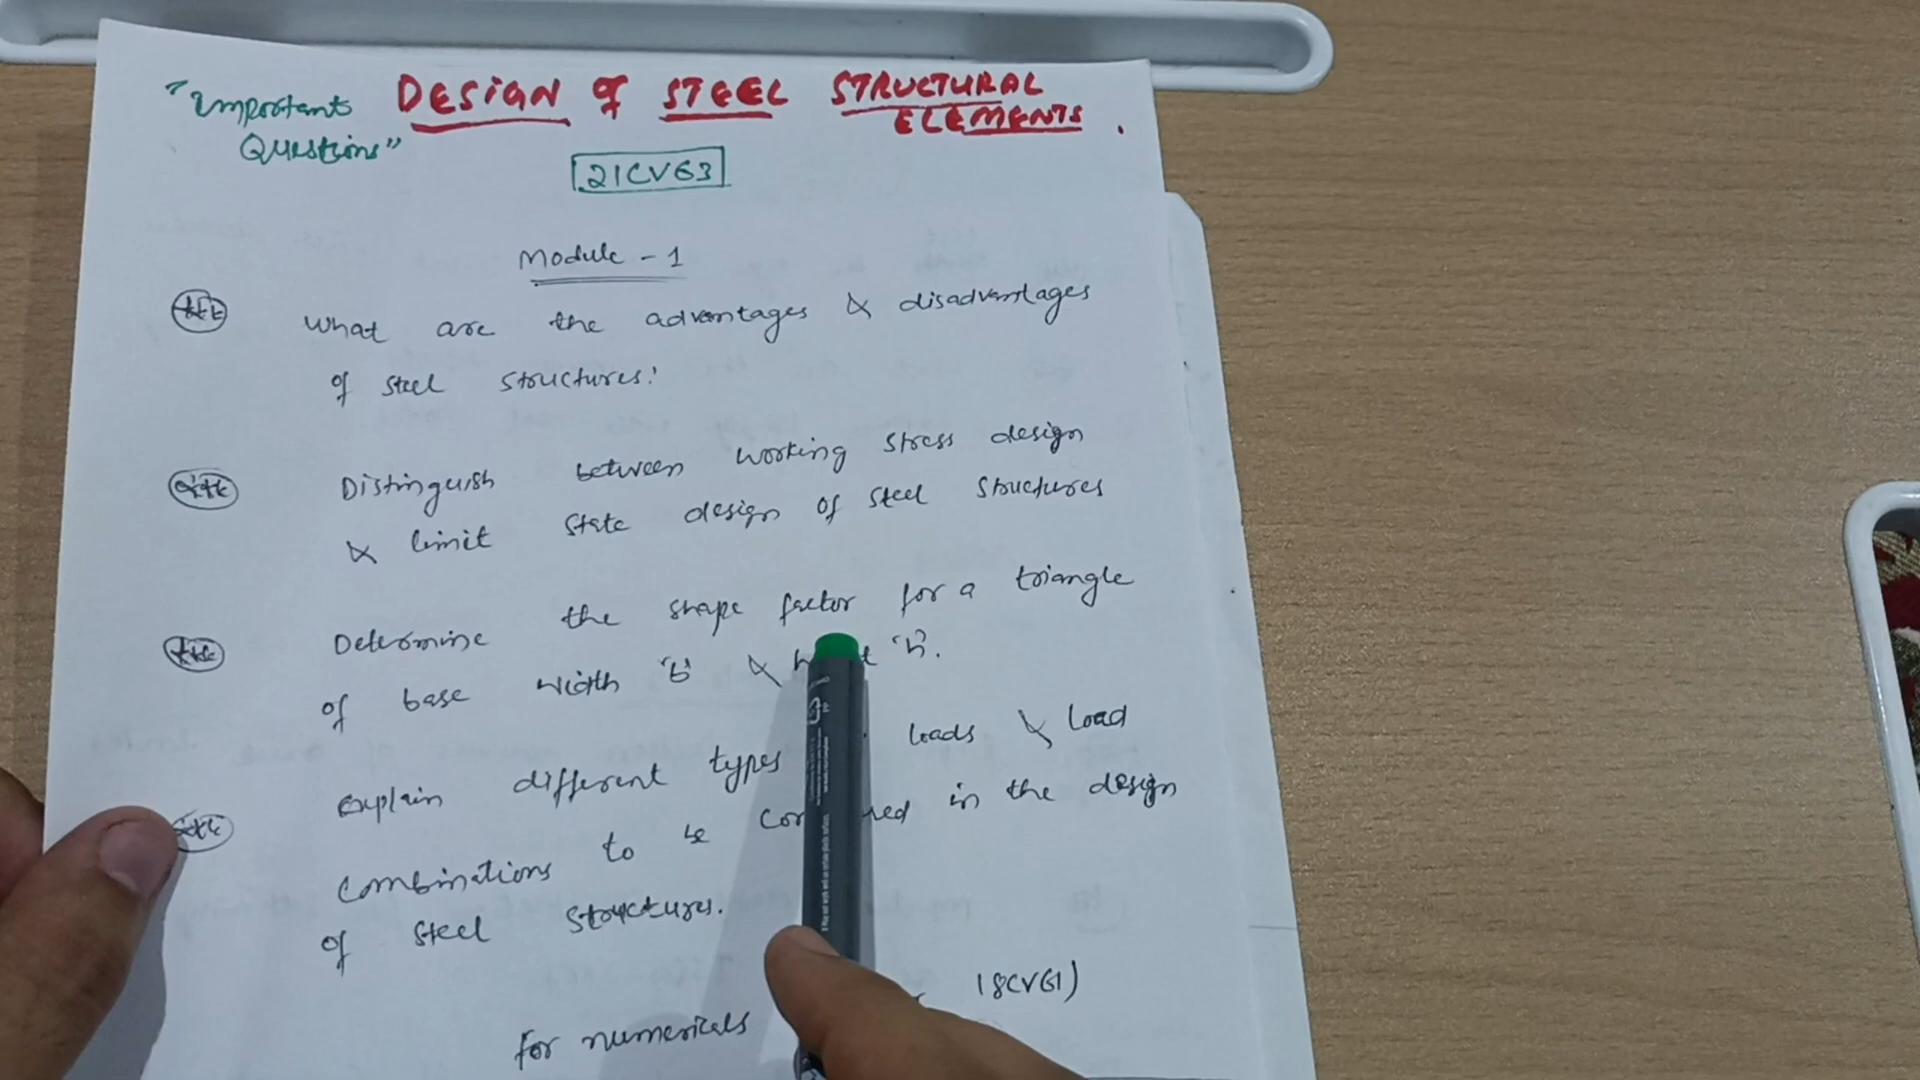 "Importants
Questions"
DESIGN of STEEL STRUCTURAL
ELEMENTS.
21CV63
Module - 1
What are the advantages & disadvantages
of steel structures!
Distinguish between working stress design
& limit state design of steel structures
Determine the shape factor for a triangle
of base width 'b' & 'h'.
Explain different types loads & Load
Combinations to be in the design
of steel structures.
for numericals 18CV61)